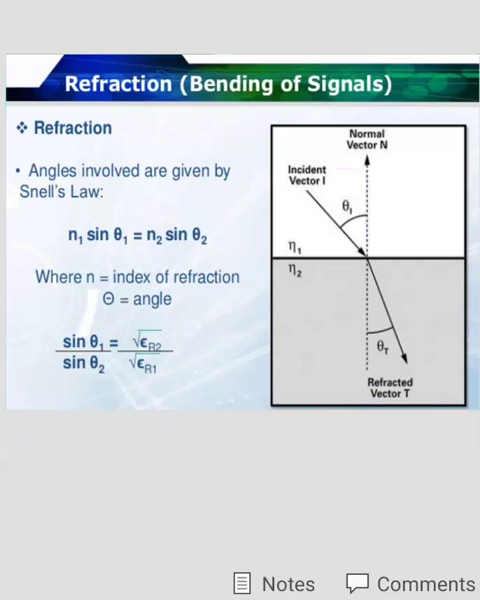 Refraction (Bending of Signals)
❖ Refraction
• Angles involved are given by
Snell's Law:
n₁ sin θ₁ = n₂ sin θ₂
Where n = index of refraction
Θ = angle
sin θ₁ = √ϵR2
sin θ₂ √ϵR1
Normal
Vector N
Incident
Vector I
θI
η₁
η₂
θT
Refracted
Vector T
Notes
Comments